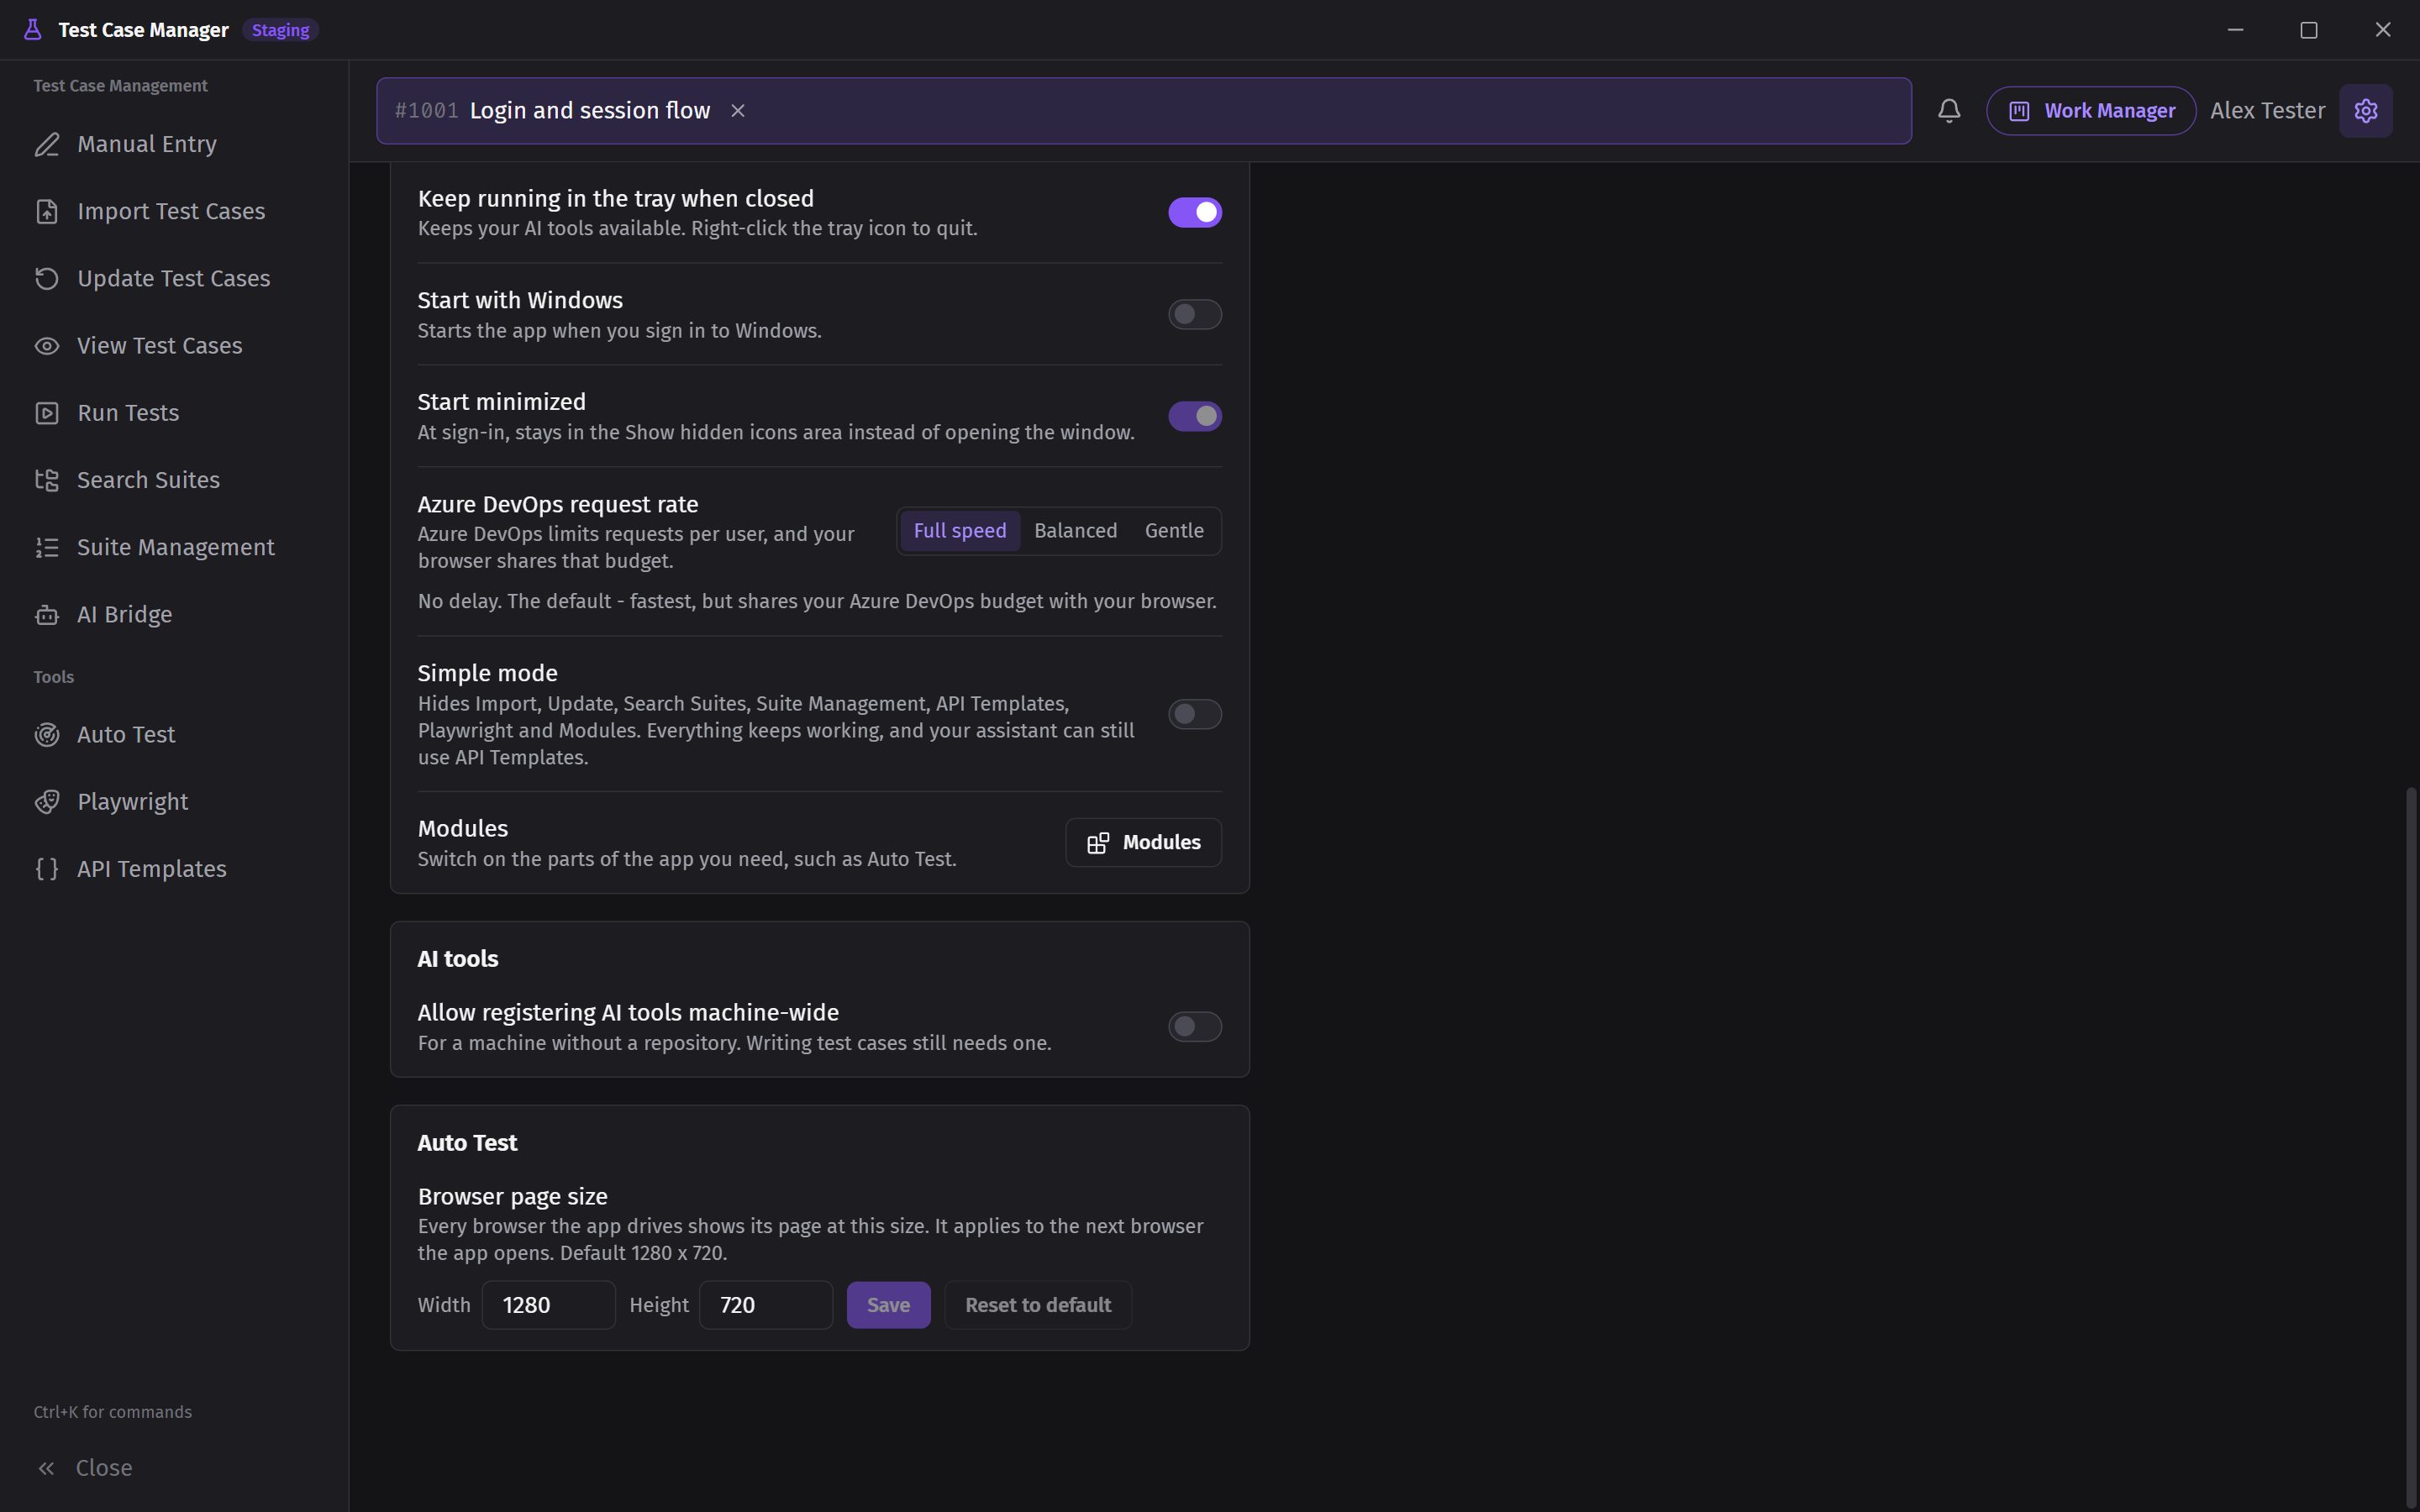 Test Case Manager Staging
Test Case Management
Manual Entry
Import Test Cases
Update Test Cases
View Test Cases
Run Tests
Search Suites
Suite Management
AI Bridge
Tools
Auto Test
Playwright
API Templates
Ctrl+K for commands
Close
#1001 Login and session flow
Work Manager
Alex Tester
Keep running in the tray when closed
Keeps your AI tools available. Right-click the tray icon to quit.
Start with Windows
Starts the app when you sign in to Windows.
Start minimized
At sign-in, stays in the Show hidden icons area instead of opening the window.
Azure DevOps request rate
Azure DevOps limits requests per user, and your
browser shares that budget.
Full speed Balanced Gentle
No delay. The default - fastest, but shares your Azure DevOps budget with your browser.
Simple mode
Hides Import, Update, Search Suites, Suite Management, API Templates,
Playwright and Modules. Everything keeps working, and your assistant can still
use API Templates.
Modules
Switch on the parts of the app you need, such as Auto Test.
Modules
AI tools
Allow registering AI tools machine-wide
For a machine without a repository. Writing test cases still needs one.
Auto Test
Browser page size
Every browser the app drives shows its page at this size. It applies to the next browser
the app opens. Default 1280 x 720.
Width 1280 Height 720 Save Reset to default